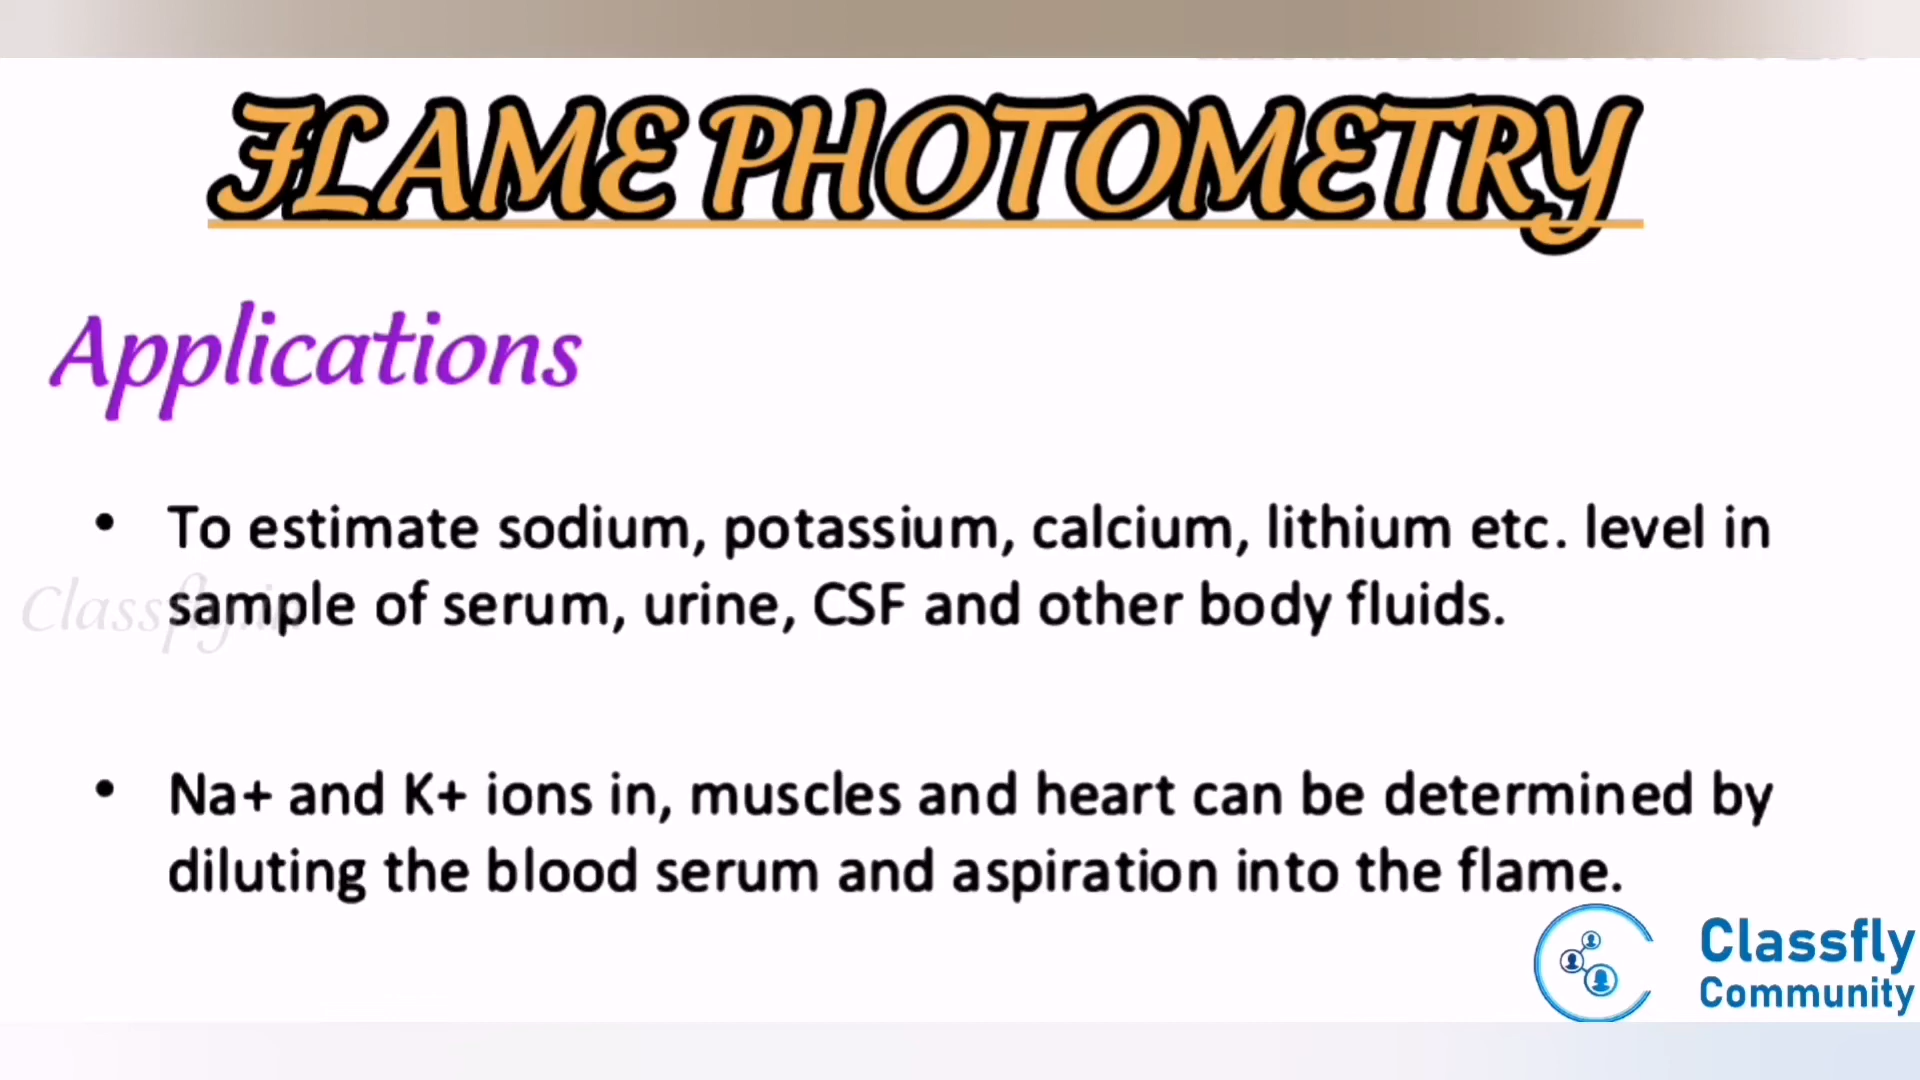 FLAME PHOTOMETRY
Applications
• To estimate sodium, potassium, calcium, lithium etc. level in
sample of serum, urine, CSF and other body fluids.
Classfly.in
• Na+ and K+ ions in, muscles and heart can be determined by
diluting the blood serum and aspiration into the flame.
Classfly
Community